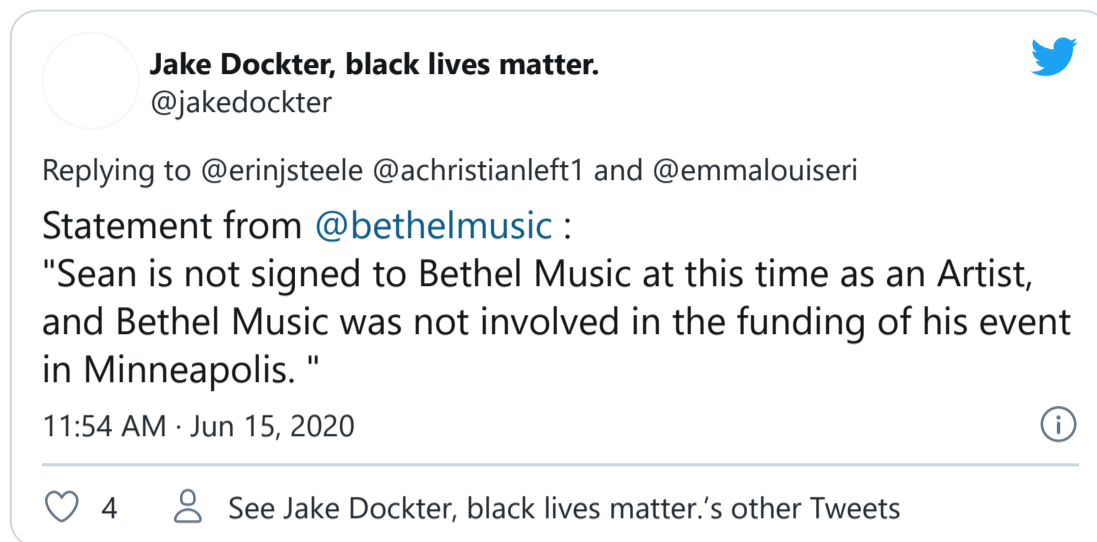 Jake Dockter, black lives matter.
@jakedockter
Replying to @erinjsteele @achristianleft1 and @emmalouiseri
Statement from @bethelmusic :
"Sean is not signed to Bethel Music at this time as an Artist,
and Bethel Music was not involved in the funding of his event
in Minneapolis. "
11:54 AM · Jun 15, 2020
4 See Jake Dockter, black lives matter.'s other Tweets